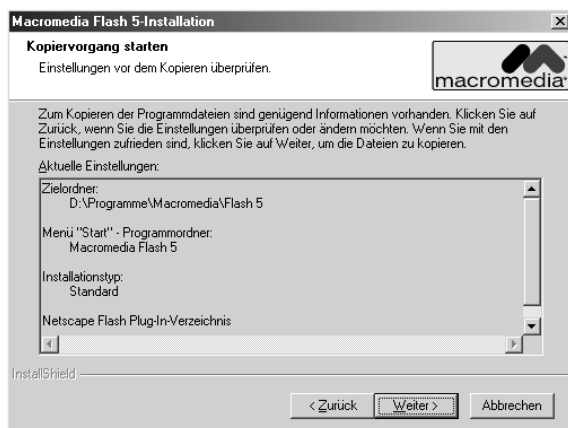 Macromedia Flash 5-Installation
Kopiervorgang starten
Einstellungen vor dem Kopieren überprüfen.
macromedia
Zum Kopieren der Programmdateien sind genügend Informationen vorhanden. Klicken Sie auf
Zurück, wenn Sie die Einstellungen überprüfen oder ändern möchten. Wenn Sie mit den
Einstellungen zufrieden sind, klicken Sie auf Weiter, um die Dateien zu kopieren.
Aktuelle Einstellungen:
Zielordner:
D:\Programme\Macromedia\Flash 5
Menü "Start" - Programmordner:
Macromedia Flash 5
Installationstyp:
Standard
Netscape Flash Plug-In-Verzeichnis
InstallShield
< Zurück Weiter > Abbrechen